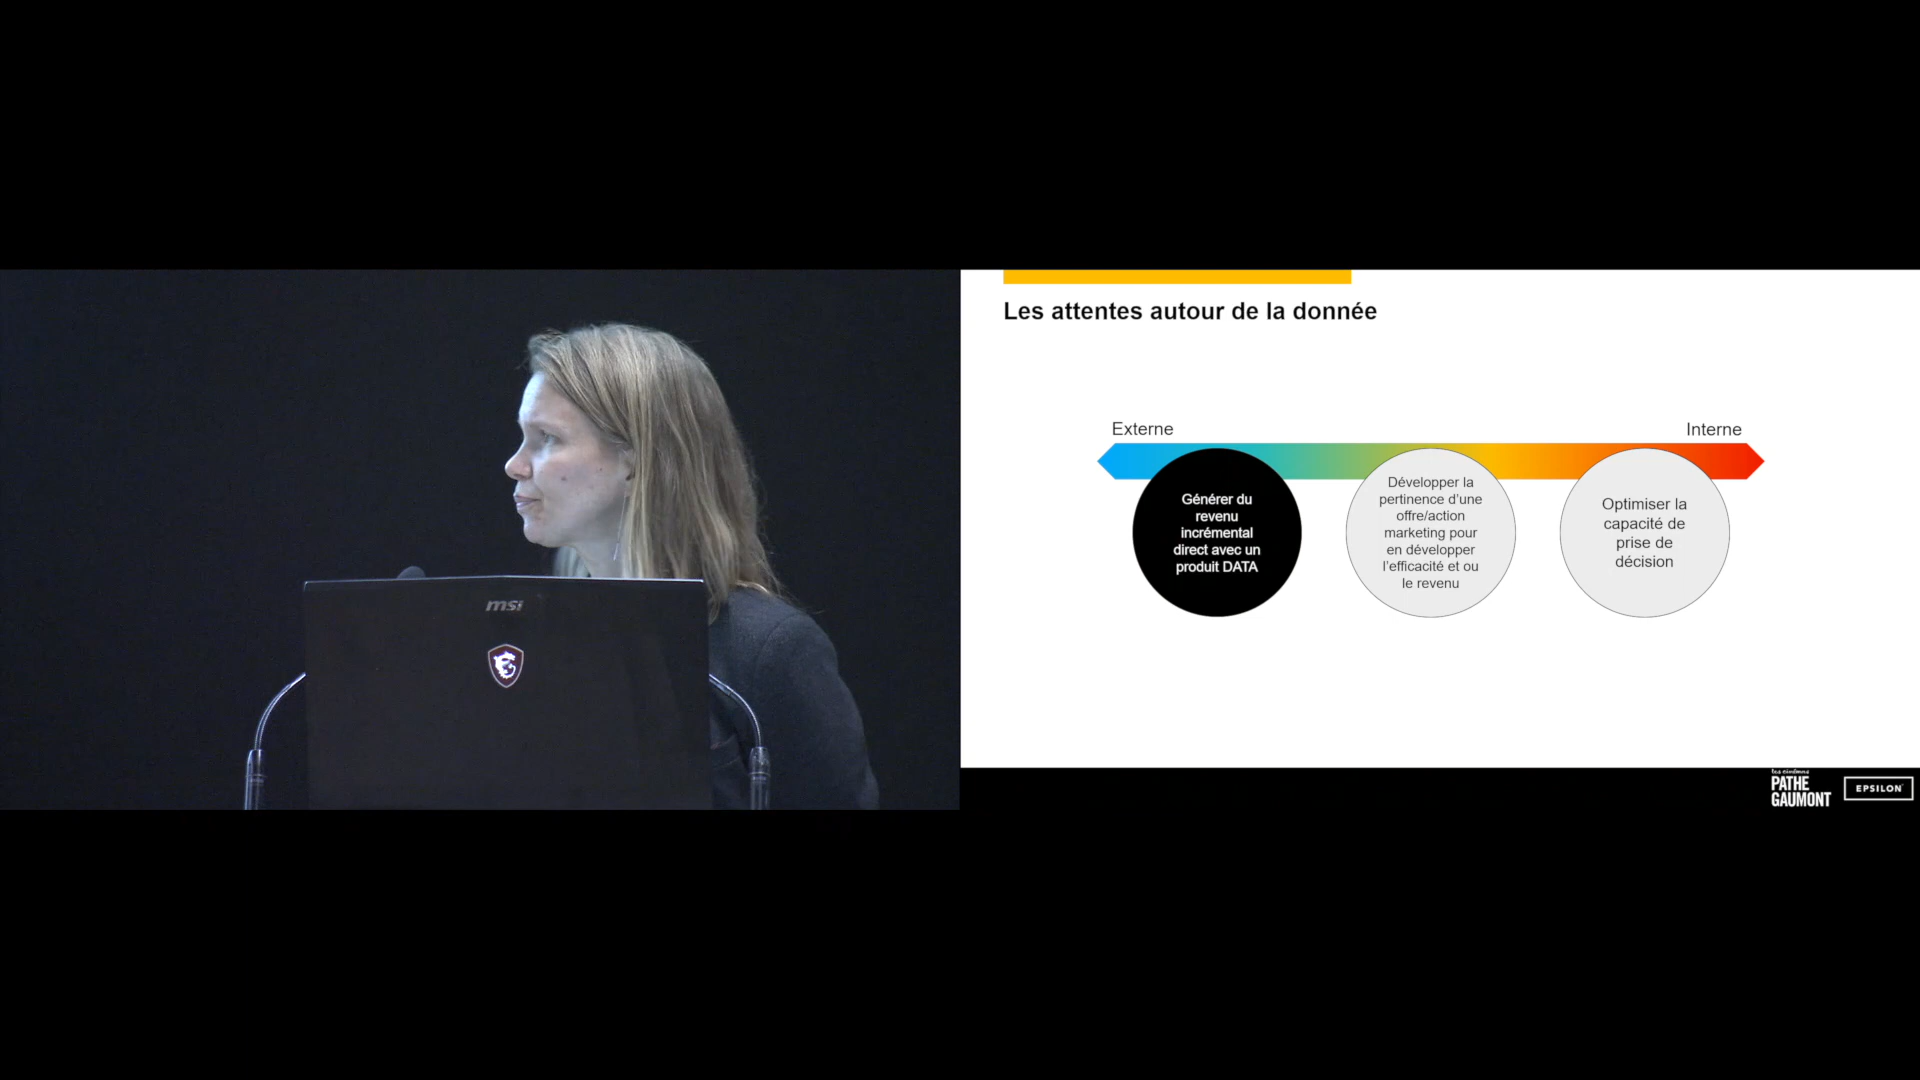 msi
Les attentes autour de la donnée
Externe
Interne
Générer du
revenu
incrémental
direct avec un
produit DATA
Développer la
pertinence d'une
offre/action
marketing pour
en développer
l'efficacité et ou
le revenu
Optimiser la
capacité de
prise de
décision
les cinémas
PATHE
GAUMONT
EPSILON